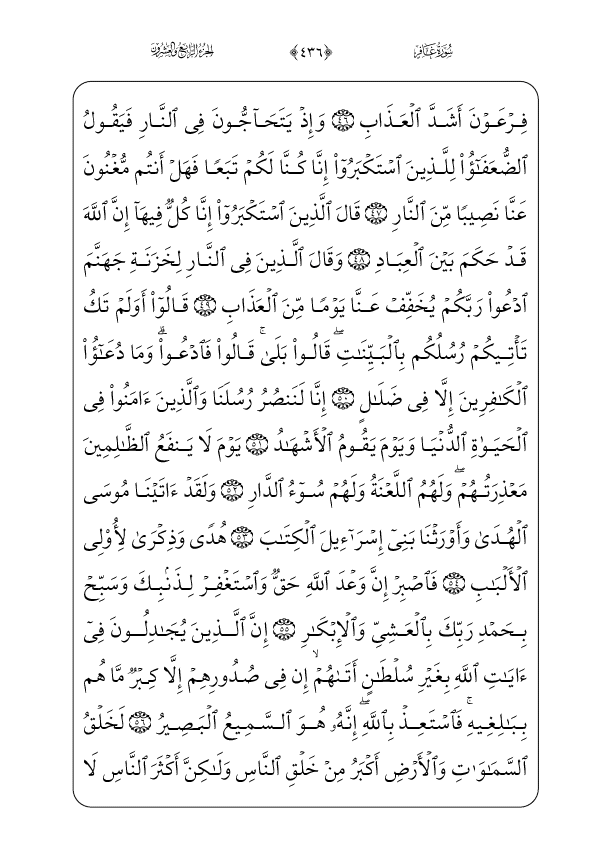 سُورَةُ غَافِرٍ ﴿٤٣٦﴾ الجُزْءُ الرَّابِعُ وَالعِشْرُونَ
فِرۡعَوۡنَ أَشَدَّ ٱلۡعَذَابِ ٤٦ وَإِذۡ يَتَحَآجُّونَ فِي ٱلنَّارِ فَيَقُولُ
ٱلضُّعَفَٰٓؤُاْ لِلَّذِينَ ٱسۡتَكۡبَرُوٓاْ إِنَّا كُنَّا لَكُمۡ تَبَعٗا فَهَلۡ أَنتُم مُّغۡنُونَ
عَنَّا نَصِيبٗا مِّنَ ٱلنَّارِ ٤٧ قَالَ ٱلَّذِينَ ٱسۡتَكۡبَرُوٓاْ إِنَّا كُلّٞ فِيهَآ إِنَّ ٱللَّهَ
قَدۡ حَكَمَ بَيۡنَ ٱلۡعِبَادِ ٤٨ وَقَالَ ٱلَّذِينَ فِي ٱلنَّارِ لِخَزَنَةِ جَهَنَّمَ
ٱدۡعُواْ رَبَّكُمۡ يُخَفِّفۡ عَنَّا يَوۡمٗا مِّنَ ٱلۡعَذَابِ ٤٩ قَالُوٓاْ أَوَلَمۡ تَكُ
تَأۡتِيكُمۡ رُسُلُكُم بِٱلۡبَيِّنَٰتِۖ قَالُواْ بَلَىٰۚ قَالُواْ فَٱدۡعُواْۗ وَمَا دُعَٰٓؤُاْ
ٱلۡكَٰفِرِينَ إِلَّا فِي ضَلَٰلٍ ٥٠ إِنَّا لَنَنصُرُ رُسُلَنَا وَٱلَّذِينَ ءَامَنُواْ فِي
ٱلۡحَيَوٰةِ ٱلدُّنۡيَا وَيَوۡمَ يَقُومُ ٱلۡأَشۡهَٰدُ ٥١ يَوۡمَ لَا يَنفَعُ ٱلظَّٰلِمِينَ
مَعۡذِرَتُهُمۡۖ وَلَهُمُ ٱللَّعۡنَةُ وَلَهُمۡ سُوٓءُ ٱلدَّارِ ٥٢ وَلَقَدۡ ءَاتَيۡنَا مُوسَى
ٱلۡهُدَىٰ وَأَوۡرَثۡنَا بَنِيٓ إِسۡرَٰٓءِيلَ ٱلۡكِتَٰبَ ٥٣ هُدٗى وَذِكۡرَىٰ لِأُوْلِي
ٱلۡأَلۡبَٰبِ ٥٤ فَٱصۡبِرۡ إِنَّ وَعۡدَ ٱللَّهِ حَقّٞ وَٱسۡتَغۡفِرۡ لِذَنۢبِكَ وَسَبِّحۡ
بِحَمۡدِ رَبِّكَ بِٱلۡعَشِيِّ وَٱلۡإِبۡكَٰرِ ٥٥ إِنَّ ٱلَّذِينَ يُجَٰدِلُونَ فِيٓ
ءَايَٰتِ ٱللَّهِ بِغَيۡرِ سُلۡطَٰنٍ أَتَىٰهُمۡ إِن فِي صُدُورِهِمۡ إِلَّا كِبۡرٞ مَّا هُم
بِبَٰلِغِيهِۚ فَٱسۡتَعِذۡ بِٱللَّهِۖ إِنَّهُۥ هُوَ ٱلسَّمِيعُ ٱلۡبَصِيرُ ٥٦ لَخَلۡقُ
ٱلسَّمَٰوَٰتِ وَٱلۡأَرۡضِ أَكۡبَرُ مِنۡ خَلۡقِ ٱلنَّاسِ وَلَٰكِنَّ أَكۡثَرَ ٱلنَّاسِ لَا